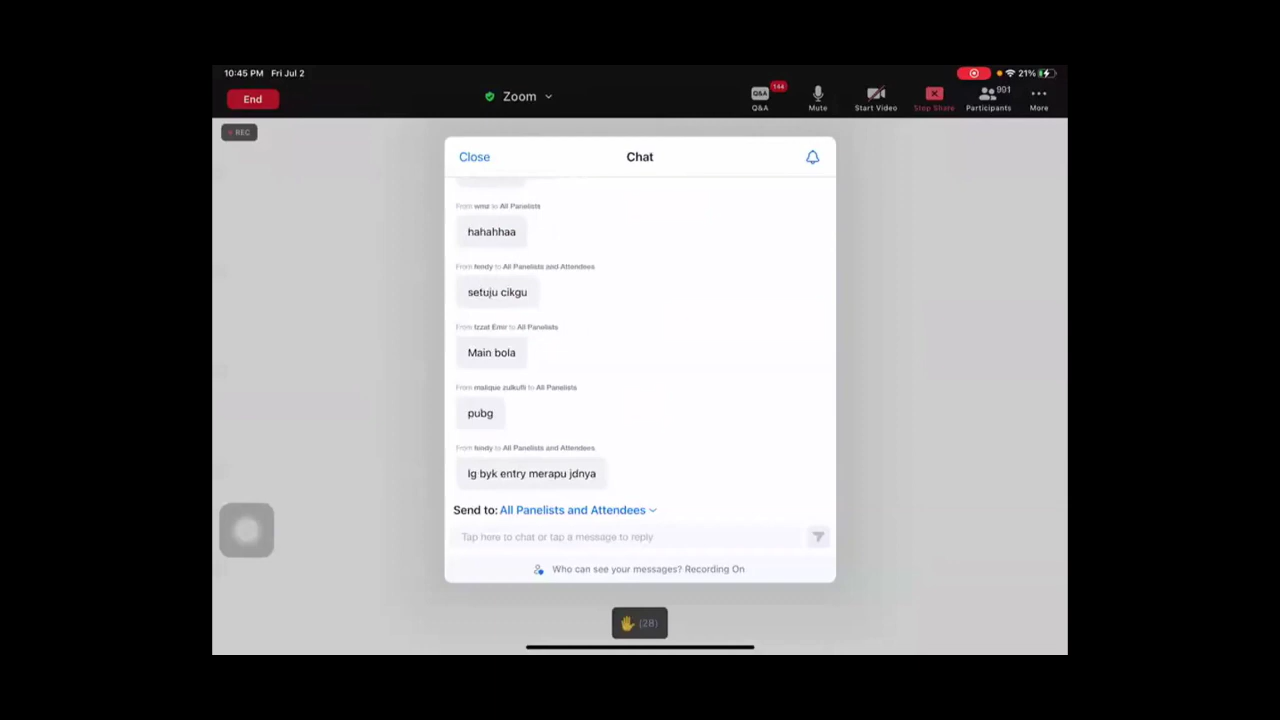 10:45 PM Fri Jul 2
21%
End
Zoom
144
Q&A
Q&A
Mute
Start Video
Stop Share
991
Participants
More
REC
Close
Chat
From wmz to All Panelists
hahahhaa
From fendy to All Panelists and Attendees
setuju cikgu
From Izzat Emir to All Panelists
Main bola
From malique zulkufli to All Panelists
pubg
From fendy to All Panelists and Attendees
lg byk entry merapu jdnya
Send to: All Panelists and Attendees
Tap here to chat or tap a message to reply
Who can see your messages? Recording On
(28)